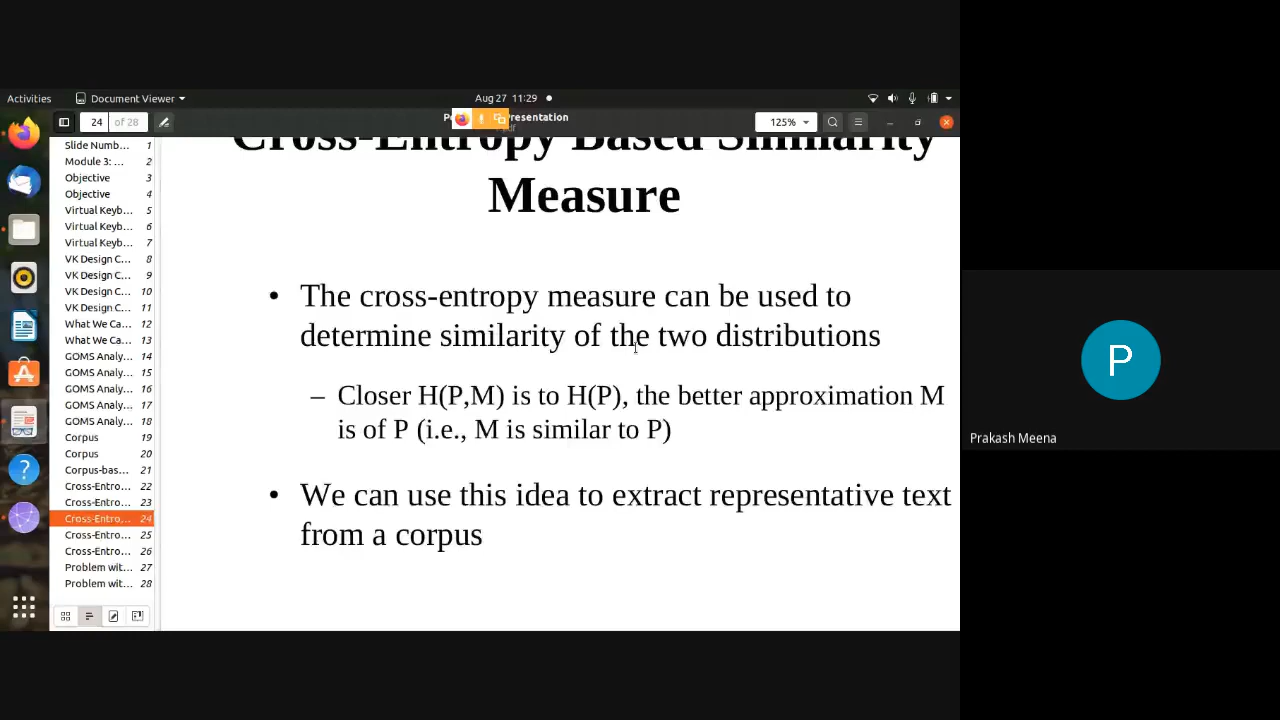 Activities
Document Viewer
Aug 27 11:29
24
of 28
Presentation
125%
Slide Numb... 1
Module 3: ... 2
Objective 3
Objective 4
Virtual Keyb... 5
Virtual Keyb... 6
Virtual Keyb... 7
VK Design C... 8
VK Design C... 9
VK Design C... 10
VK Design C... 11
What We Ca... 12
What We Ca... 13
GOMS Analy... 14
GOMS Analy... 15
GOMS Analy... 16
GOMS Analy... 17
GOMS Analy... 18
Corpus 19
Corpus 20
Corpus-bas... 21
Cross-Entro... 22
Cross-Entro... 23
Cross-Entro... 24
Cross-Entro... 25
Cross-Entro... 26
Problem wit... 27
Problem wit... 28
Cross-Entropy Based Similarity
Measure
• The cross-entropy measure can be used to
determine similarity of the two distributions
– Closer H(P,M) is to H(P), the better approximation M
is of P (i.e., M is similar to P)
• We can use this idea to extract representative text
from a corpus
P
Prakash Meena